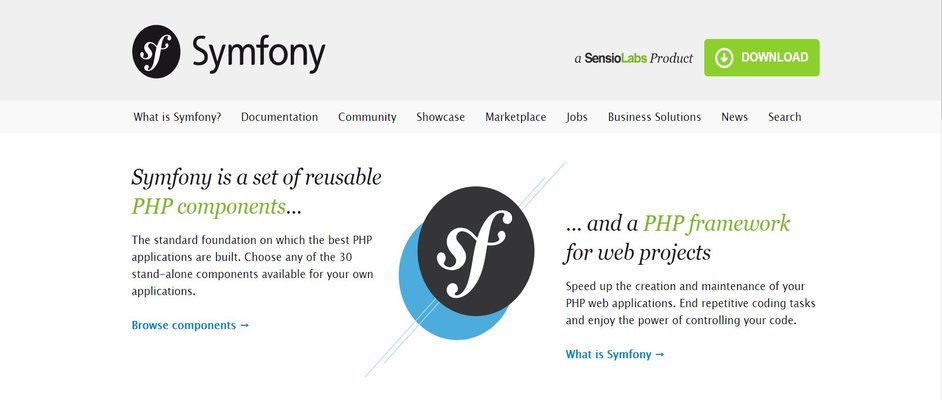 sf Symfony
a SensioLabs Product
DOWNLOAD
What is Symfony? Documentation Community Showcase Marketplace Jobs Business Solutions News Search
Symfony is a set of reusable
PHP components...
The standard foundation on which the best PHP
applications are built. Choose any of the 30
stand-alone components available for your own
applications.
Browse components →
sf
... and a PHP framework
for web projects
Speed up the creation and maintenance of your
PHP web applications. End repetitive coding tasks
and enjoy the power of controlling your code.
What is Symfony →